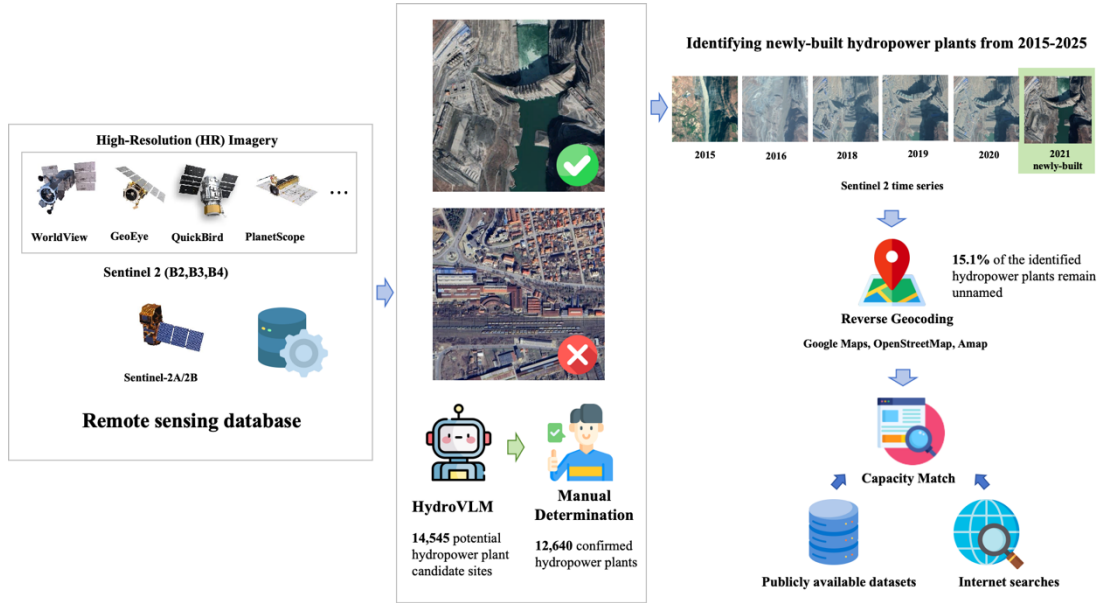 High-Resolution (HR) Imagery
WorldView
GeoEye
QuickBird
PlanetScope
...
Sentinel 2 (B2,B3,B4)
Sentinel-2A/2B
Remote sensing database
HydroVLM
14,545 potential
hydropower plant
candidate sites
Manual
Determination
12,640 confirmed
hydropower plants
Identifying newly-built hydropower plants from 2015-2025
2015
2016
2018
2019
2020
2021
newly-built
Sentinel 2 time series
15.1% of the identified
hydropower plants remain
unnamed
Reverse Geocoding
Google Maps, OpenStreetMap, Amap
Capacity Match
Publicly available datasets
Internet searches